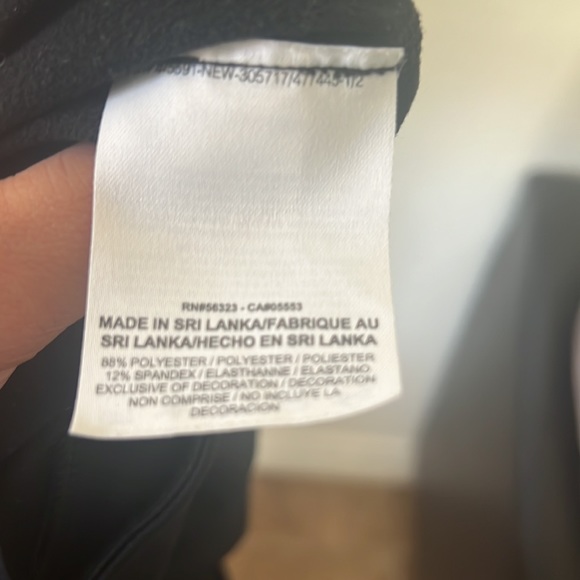 RN#56323 - CA#05553
MADE IN SRI LANKA/FABRIQUE AU
SRI LANKA/HECHO EN SRI LANKA
88% POLYESTER / POLYESTER / POLIESTER
12% SPANDEX / ELASTHANNE / ELASTANO
EXCLUSIVE OF DECORATION / DECORATION
NON COMPRISE / NO INCLUYE LA
DECORACION